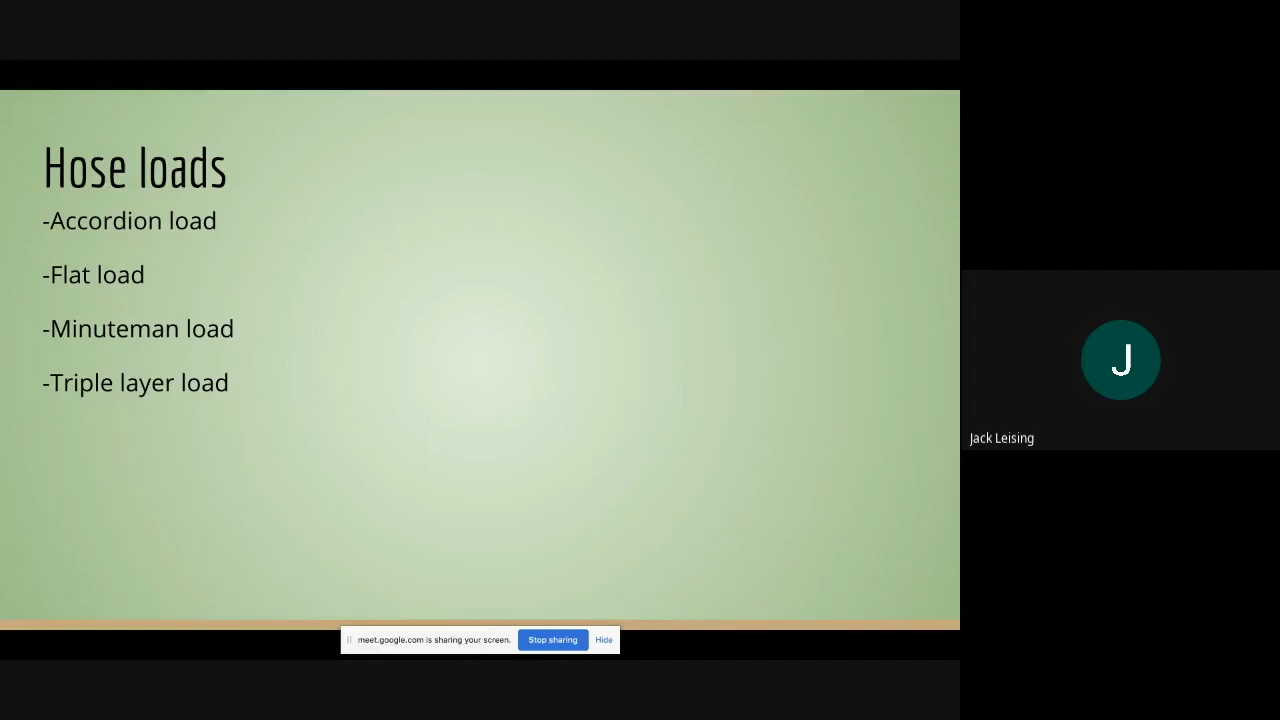 Hose loads
-Accordion load
-Flat load
-Minuteman load
-Triple layer load
J
Jack Leising
meet.google.com is sharing your screen. Stop sharing Hide